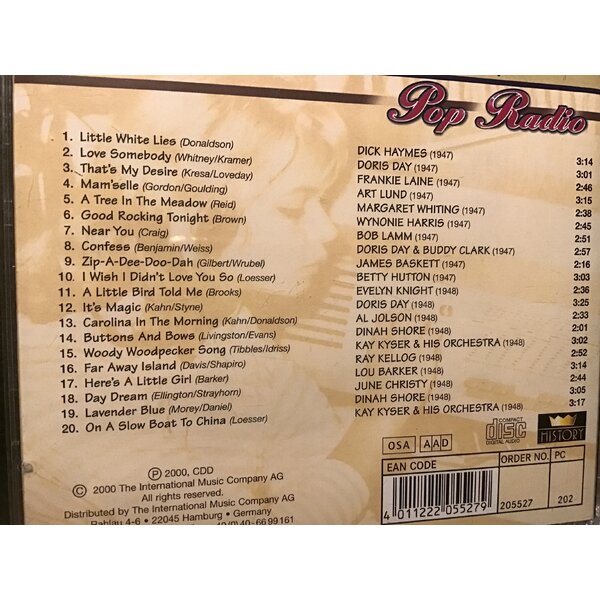 Pop Radio
1. Little White Lies (Donaldson) DICK HAYMES (1947) 3:14
2. Love Somebody (Whitney/Kramer) DORIS DAY (1947) 3:01
3. That's My Desire (Kresa/Loveday) FRANKIE LAINE (1947) 2:46
4. Mam'selle (Gordon/Goulding) ART LUND (1947) 3:15
5. A Tree In The Meadow (Reid) MARGARET WHITING (1947) 2:38
6. Good Rocking Tonight (Brown) WYNONIE HARRIS (1947) 2:45
7. Near You (Craig) BOB LAMM (1947) 2:51
8. Confess (Benjamin/Weiss) DORIS DAY & BUDDY CLARK (1947) 2:57
9. Zip-A-Dee-Doo-Dah (Gilbert/Wrubel) JAMES BASKETT (1947) 2:16
10. I Wish I Didn't Love You So (Loesser) BETTY HUTTON (1947) 3:03
11. A Little Bird Told Me (Brooks) EVELYN KNIGHT (1948) 2:36
12. It's Magic (Kahn/Styne) DORIS DAY (1948) 3:25
13. Carolina In The Morning (Kahn/Donaldson) AL JOLSON (1948) 2:33
14. Buttons And Bows (Livingston/Evans) DINAH SHORE (1948) 2:01
15. Woody Woodpecker Song (Tibbles/Idriss) KAY KYSER & HIS ORCHESTRA (1948) 3:02
16. Far Away Island (Davis/Shapiro) RAY KELLOG (1948) 2:52
17. Here's A Little Girl (Barker) LOU BARKER (1948) 3:14
18. Day Dream (Ellington/Strayhorn) JUNE CHRISTY (1948) 2:44
19. Lavender Blue (Morey/Daniel) DINAH SHORE (1948) 3:05
20. On A Slow Boat To China (Loesser) KAY KYSER & HIS ORCHESTRA (1948) 3:17
℗ 2000, CDD
© 2000 The International Music Company AG
All rights reserved.
Distributed by The International Music Company AG
4-6 • 22045 Hamburg • Germany
40-66 99 161
OSA AAD
COMPACT disc DIGITAL AUDIO
HISTORY
EAN CODE
4 011222 055279
ORDER NO.
205527
PC
202